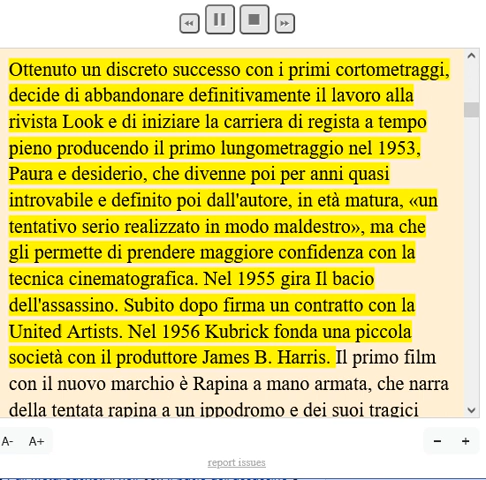 Ottenuto un discreto successo con i primi cortometraggi,
decide di abbandonare definitivamente il lavoro alla
rivista Look e di iniziare la carriera di regista a tempo
pieno producendo il primo lungometraggio nel 1953,
Paura e desiderio, che divenne poi per anni quasi
introvabile e definito poi dall'autore, in età matura, «un
tentativo serio realizzato in modo maldestro», ma che
gli permette di prendere maggiore confidenza con la
tecnica cinematografica. Nel 1955 gira Il bacio
dell'assassino. Subito dopo firma un contratto con la
United Artists. Nel 1956 Kubrick fonda una piccola
società con il produttore James B. Harris. Il primo film
con il nuovo marchio è Rapina a mano armata, che narra
della tentata rapina a un ippodromo e dei suoi tragici
A- A+ - +
report issues